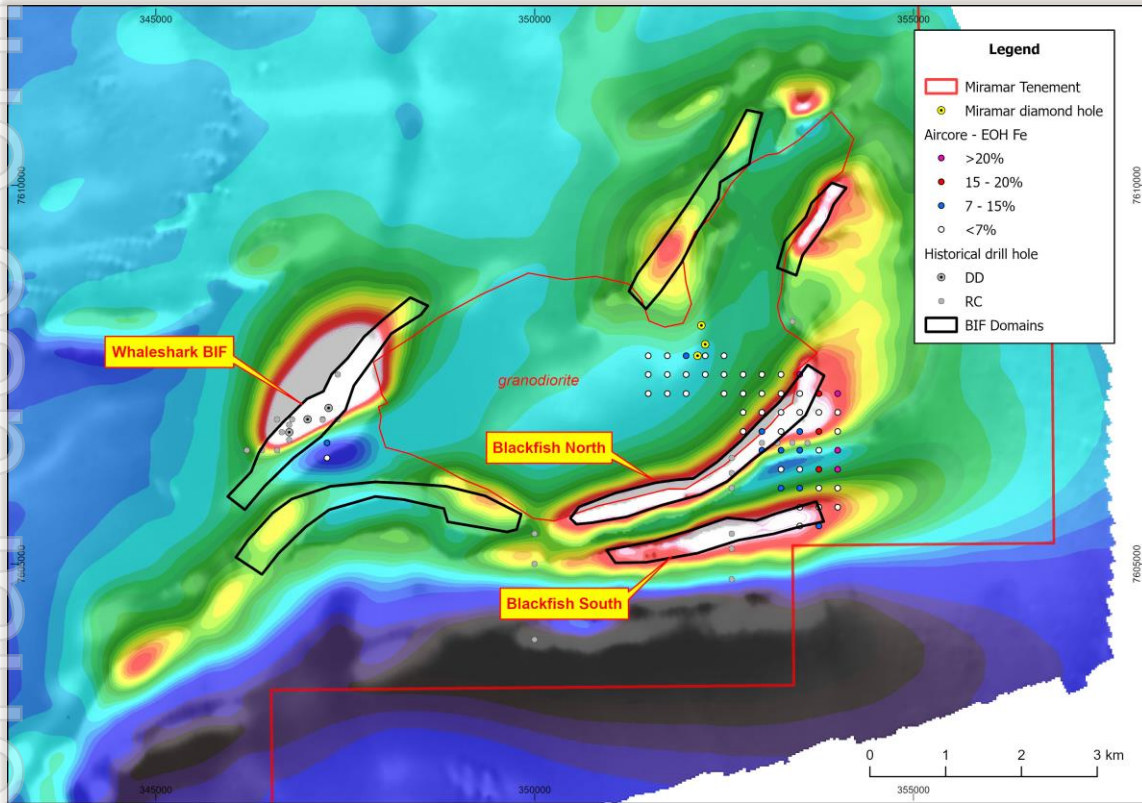 345000
350000
355000
Legend
Miramar Tenement
Miramar diamond hole
Aircore - EOH Fe
>20%
15 - 20%
7 - 15%
<7%
Historical drill hole
DD
RC
BIF Domains
7610000
7610000
Whaleshark BIF
granodiorite
Blackfish North
Blackfish South
7605000
7605000
0 1 2 3 km
345000
350000
355000